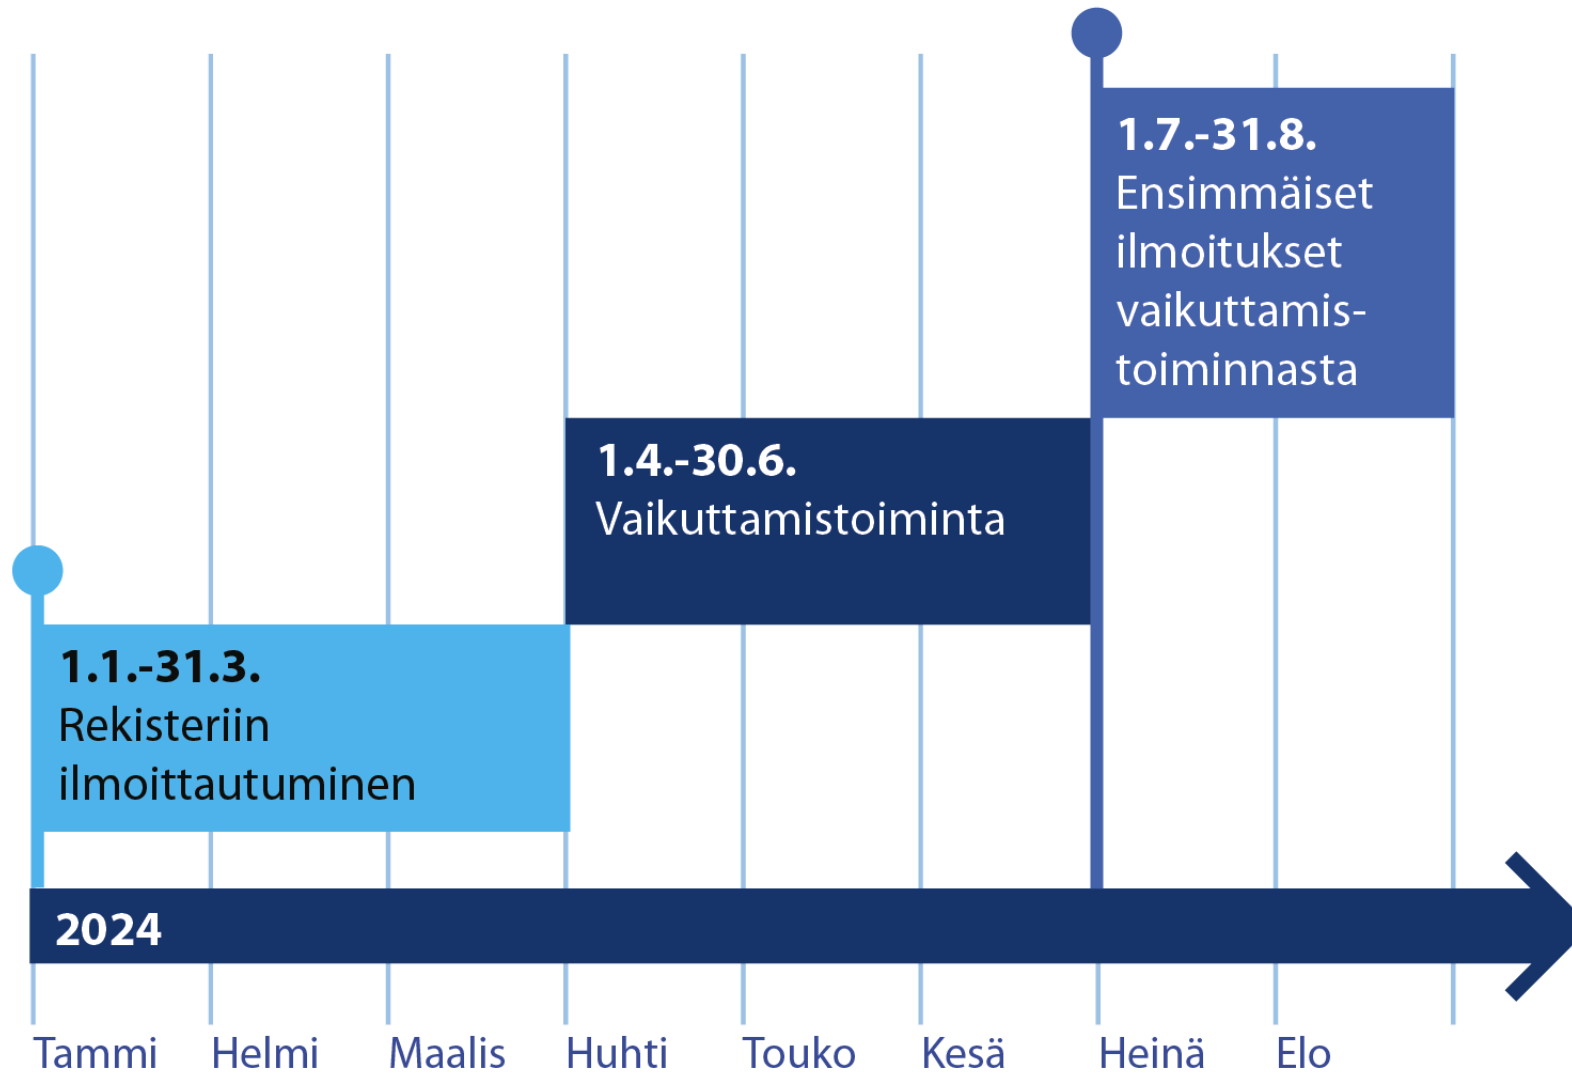 1.7.-31.8.
Ensimmäiset
ilmoitukset
vaikuttamis-
toiminnasta
1.4.-30.6.
Vaikuttamistoiminta
1.1.-31.3.
Rekisteriin
ilmoittautuminen
2024
Tammi Helmi Maalis Huhti Touko Kesä Heinä Elo